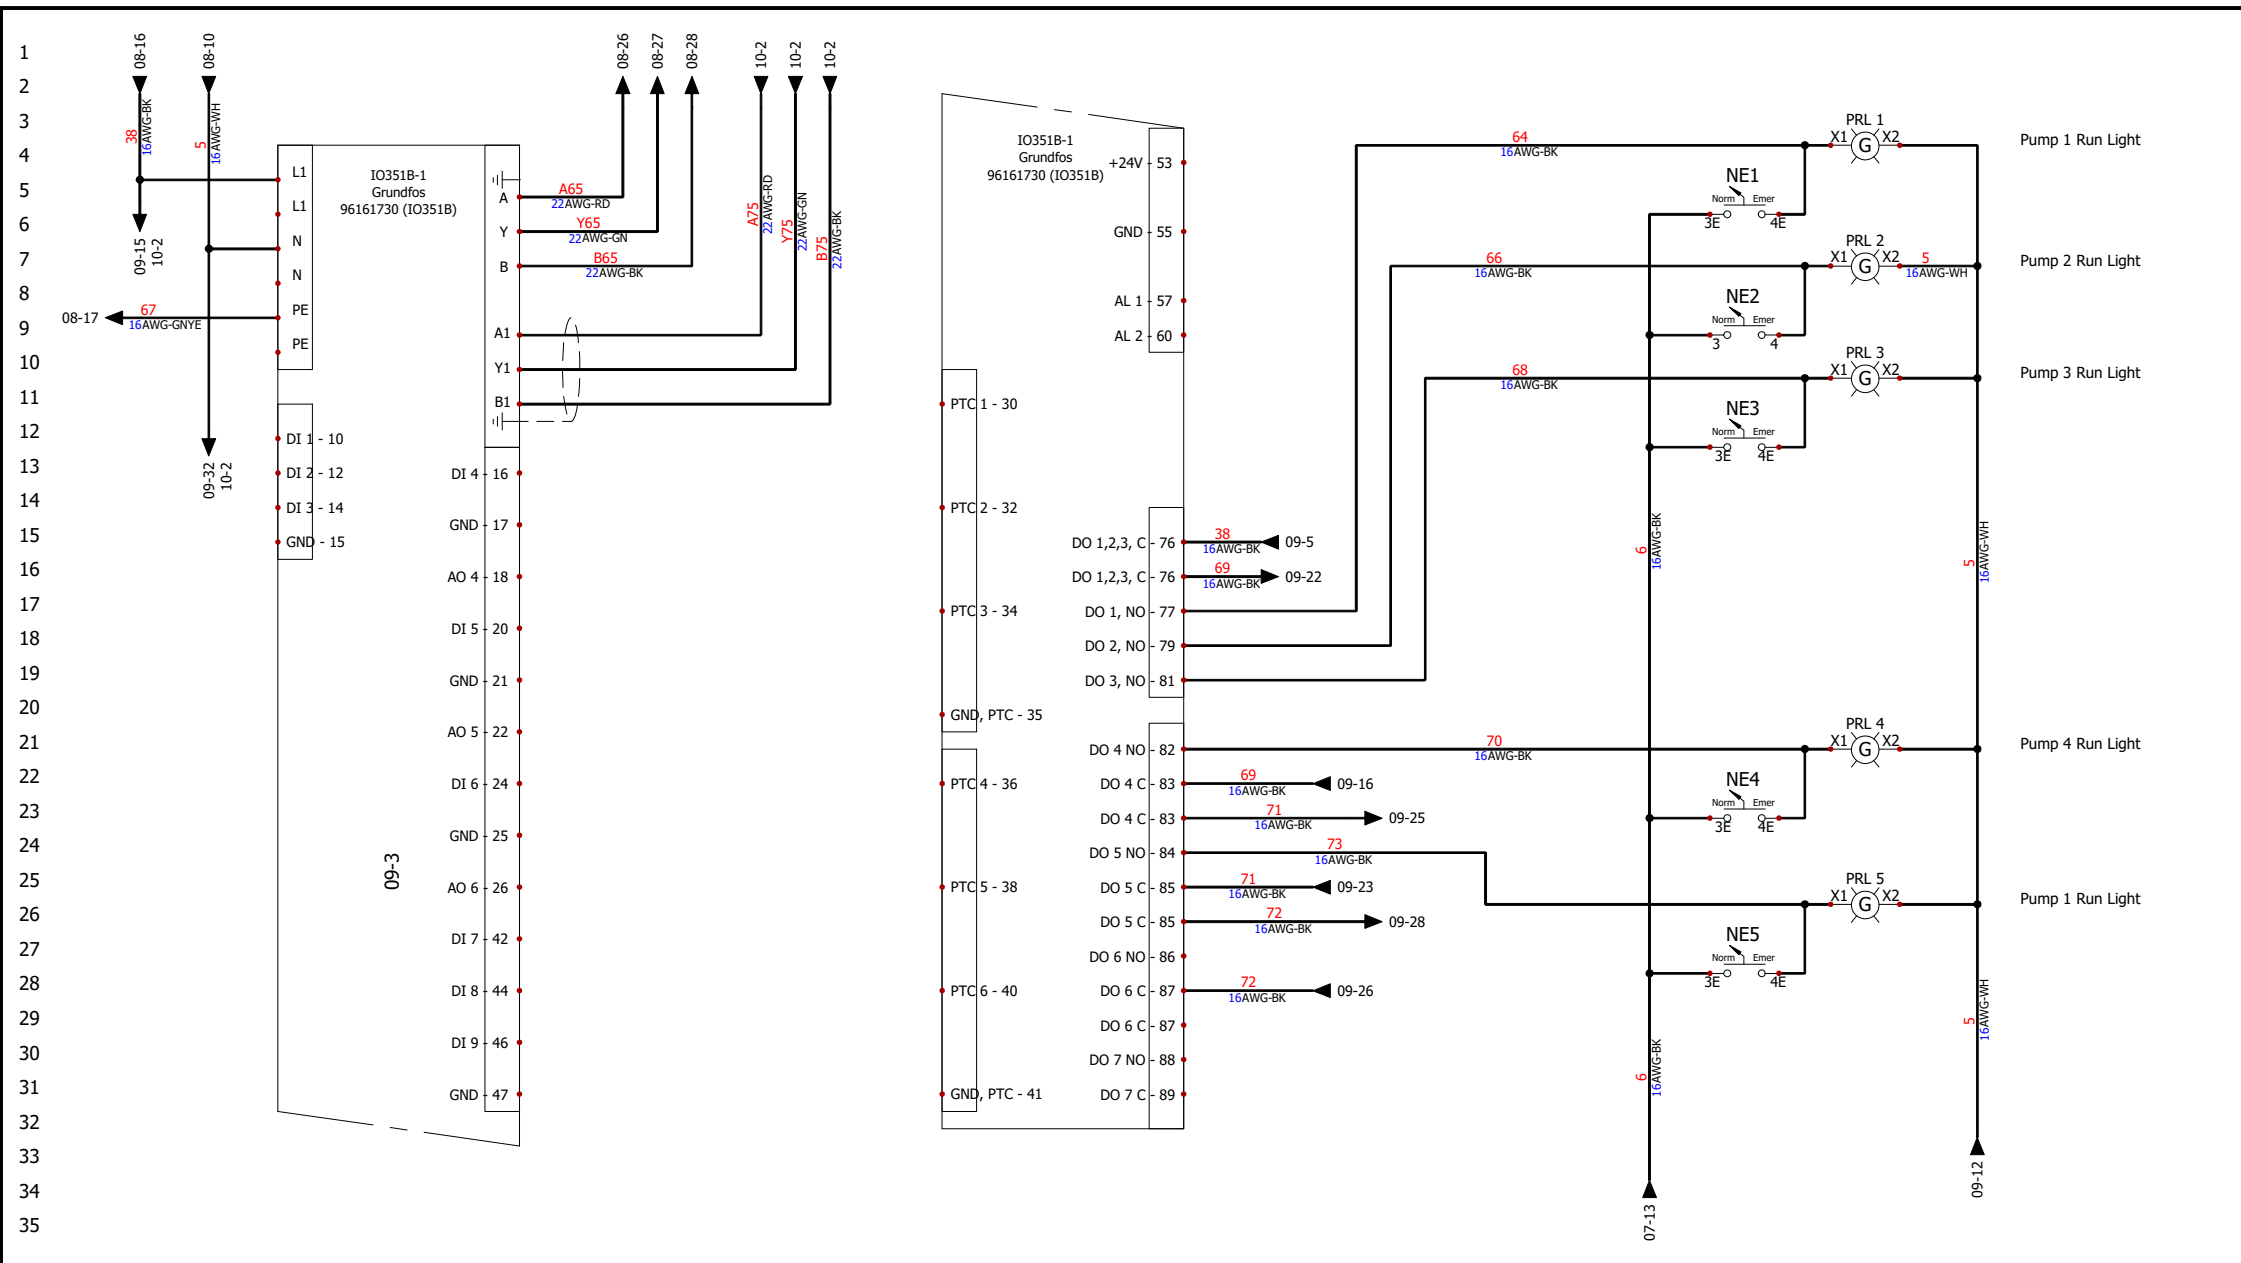 1
2
3
4
5
6
7
8
9
10
11
12
13
14
15
16
17
18
19
20
21
22
23
24
25
26
27
28
29
30
31
32
33
34
35
08-16
38
16AWG-BK
09-15
10-2
08-10
5
16AWG-WH
09-32
10-2
08-17
67
16AWG-GNYE
L1
L1
N
N
PE
PE
IO351B-1
Grundfos
96161730 (IO351B)
DI 1 - 10
DI 2 - 12
DI 3 - 14
GND - 15
09-3
A
Y
B
A1
Y1
B1
DI 4 - 16
GND - 17
AO 4 - 18
DI 5 - 20
GND - 21
AO 5 - 22
DI 6 - 24
GND - 25
AO 6 - 26
DI 7 - 42
DI 8 - 44
DI 9 - 46
GND - 47
08-26
08-27
08-28
10-2
10-2
10-2
A65
22AWG-RD
Y65
22AWG-GN
B65
22AWG-BK
A75
22AWG-RD
Y75
22AWG-GN
B75
22AWG-BK
IO351B-1
Grundfos
96161730 (IO351B)
+24V - 53
GND - 55
AL 1 - 57
AL 2 - 60
PTC 1 - 30
PTC 2 - 32
PTC 3 - 34
GND, PTC - 35
PTC 4 - 36
PTC 5 - 38
PTC 6 - 40
GND, PTC - 41
DO 1,2,3, C - 76
DO 1,2,3, C - 76
DO 1, NO - 77
DO 2, NO - 79
DO 3, NO - 81
DO 4 NO - 82
DO 4 C - 83
DO 4 C - 83
DO 5 NO - 84
DO 5 C - 85
DO 5 C - 85
DO 6 NO - 86
DO 6 C - 87
DO 6 C - 87
DO 7 NO - 88
DO 7 C - 89
38
16AWG-BK
09-5
69
16AWG-BK
09-22
69
16AWG-BK
09-16
71
16AWG-BK
09-25
73
16AWG-BK
71
16AWG-BK
09-23
72
16AWG-BK
09-28
72
16AWG-BK
09-26
64
16AWG-BK
66
16AWG-BK
68
16AWG-BK
70
16AWG-BK
PRL 1
X1 G X2
Pump 1 Run Light
NE1
Norm Emer
3E 4E
PRL 2
X1 G X2
5
16AWG-WH
Pump 2 Run Light
NE2
Norm Emer
3 4
PRL 3
X1 G X2
Pump 3 Run Light
NE3
Norm Emer
3E 4E
6
16AWG-BK
5
16AWG-WH
PRL 4
X1 G X2
Pump 4 Run Light
NE4
Norm Emer
3E 4E
PRL 5
X1 G X2
Pump 1 Run Light
NE5
Norm Emer
3E 4E
6
16AWG-BK
5
16AWG-WH
07-13
09-12